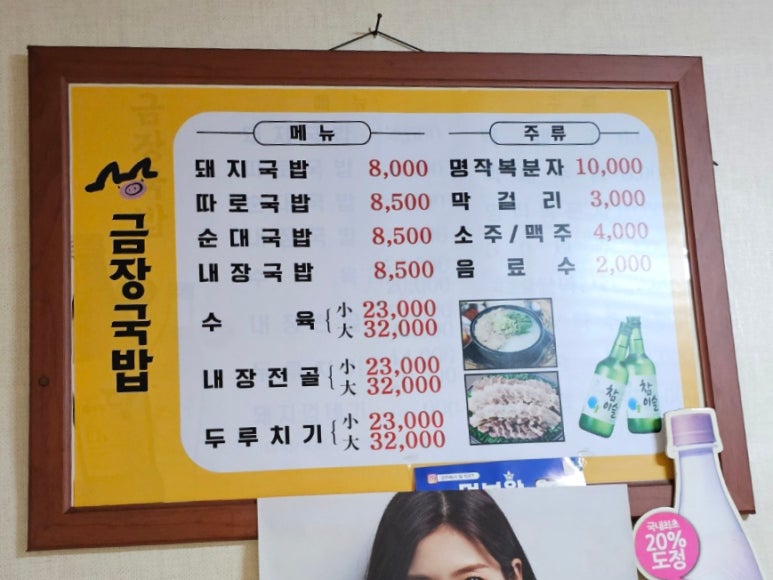 금장국밥
메뉴
돼지국밥 8,000
따로국밥 8,500
순대국밥 8,500
내장국밥 8,500
수육 小 23,000
大 32,000
내장전골 小 23,000
大 32,000
두루치기 小 23,000
大 32,000
주류
명작복분자 10,000
막걸리 3,000
소주/맥주 4,000
음료수 2,000
참이슬
참이슬
국내최초
20%
도정